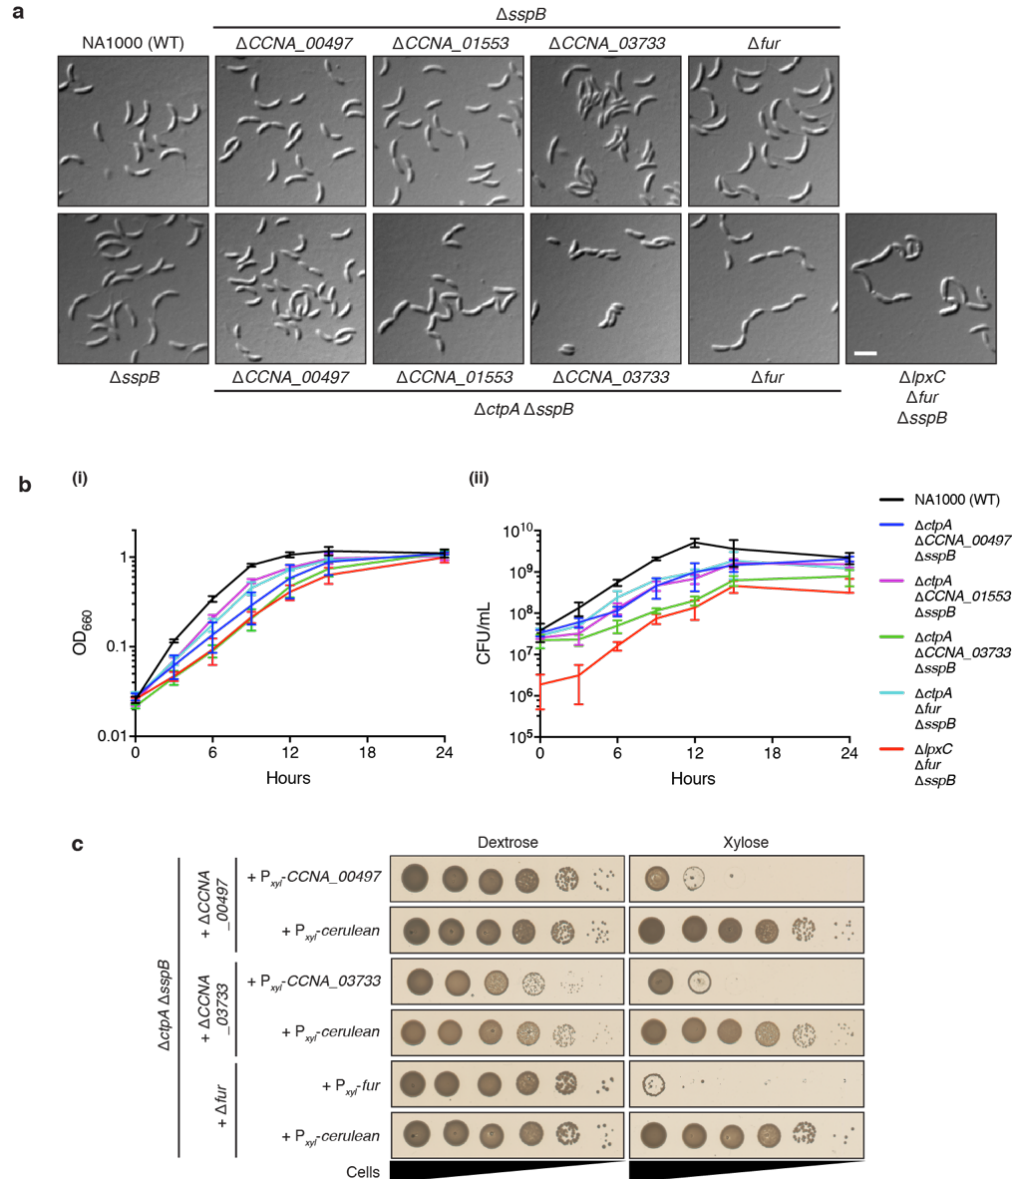 a
ΔsspB
NA1000 (WT)
ΔCCNA_00497
ΔCCNA_01553
ΔCCNA_03733
Δfur
ΔsspB
ΔCCNA_00497
ΔCCNA_01553
ΔCCNA_03733
Δfur
ΔlpxC
Δfur
ΔsspB
ΔctpA ΔsspB
b
(i)
(ii)
OD660
1
0.1
0.01
0
6
12
18
24
Hours
CFU/mL
10^10
10^9
10^8
10^7
10^6
10^5
0
6
12
18
24
Hours
NA1000 (WT)
ΔctpA
ΔCCNA_00497
ΔsspB
ΔctpA
ΔCCNA_01553
ΔsspB
ΔctpA
ΔCCNA_03733
ΔsspB
ΔctpA
Δfur
ΔsspB
ΔlpxC
Δfur
ΔsspB
c
Dextrose
Xylose
ΔctpA ΔsspB
+ ΔCCNA
_00497
+ Pxyl-CCNA_00497
+ Pxyl-cerulean
+ ΔCCNA
_03733
+ Pxyl-CCNA_03733
+ Pxyl-cerulean
+ Δfur
+ Pxyl-fur
+ Pxyl-cerulean
Cells